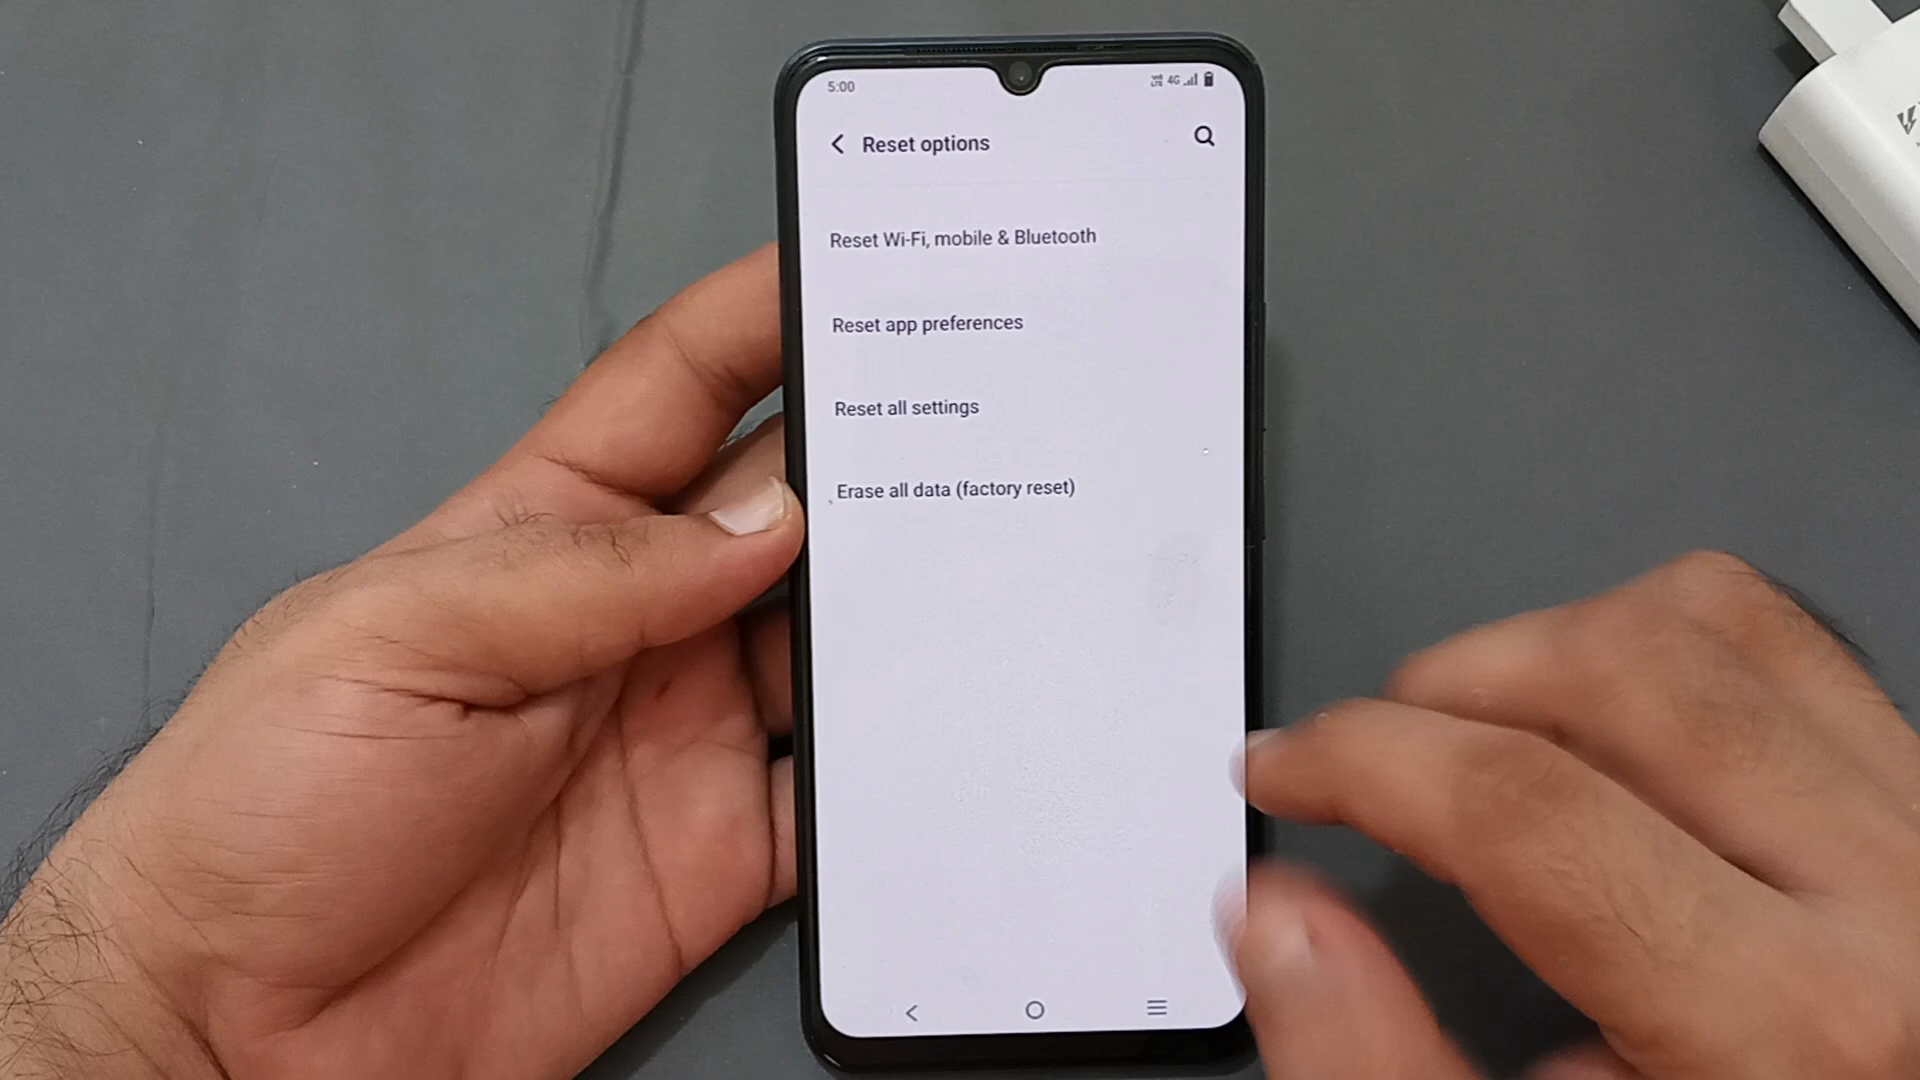 5:00
4G
Reset options
Reset Wi-Fi, mobile & Bluetooth
Reset app preferences
Reset all settings
Erase all data (factory reset)